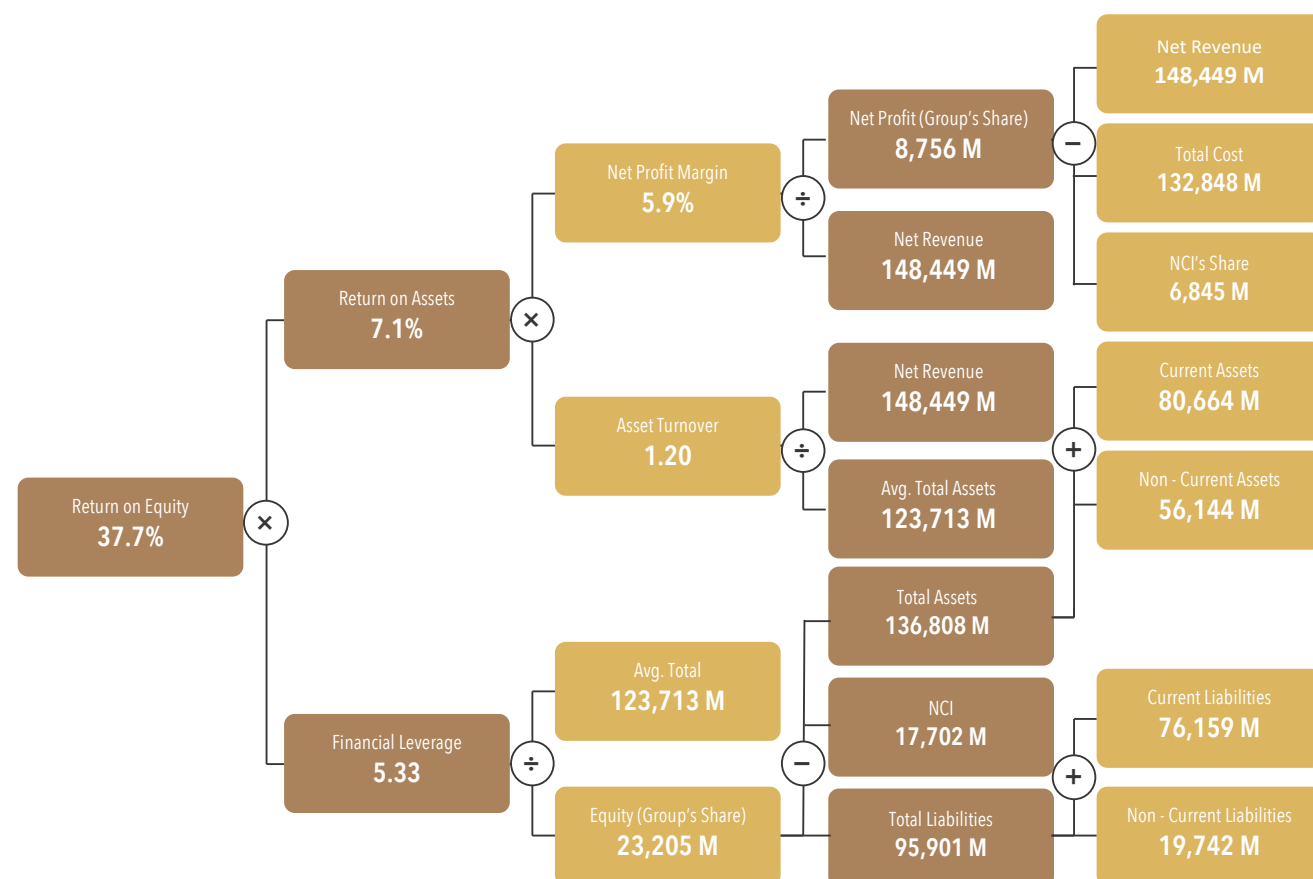 Net Revenue
148,449 M
Net Profit (Group's Share)
8,756 M
−
Total Cost
132,848 M
Net Profit Margin
5.9%
÷
Net Revenue
148,449 M
NCI's Share
6,845 M
Return on Assets
7.1%
×
Net Revenue
148,449 M
Current Assets
80,664 M
Asset Turnover
1.20
÷
+
Avg. Total Assets
123,713 M
Non - Current Assets
56,144 M
Return on Equity
37.7%
×
Total Assets
136,808 M
Avg. Total
123,713 M
NCI
17,702 M
Current Liabilities
76,159 M
Financial Leverage
5.33
÷
−
+
Equity (Group's Share)
23,205 M
Total Liabilities
95,901 M
Non - Current Liabilities
19,742 M